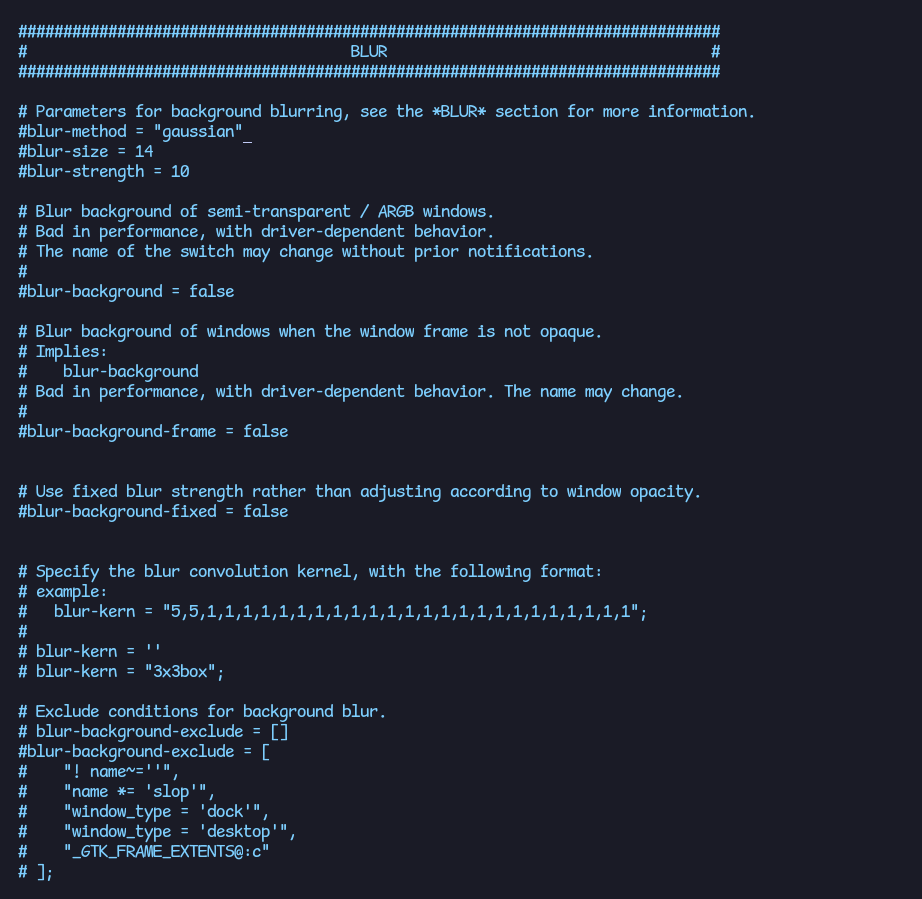 ##############################################################################
#                                    BLUR                                    #
##############################################################################
# Parameters for background blurring, see the *BLUR* section for more information.
#blur-method = "gaussian"_
#blur-size = 14
#blur-strength = 10
# Blur background of semi-transparent / ARGB windows.
# Bad in performance, with driver-dependent behavior.
# The name of the switch may change without prior notifications.
#
#blur-background = false
# Blur background of windows when the window frame is not opaque.
# Implies:
#    blur-background
# Bad in performance, with driver-dependent behavior. The name may change.
#
#blur-background-frame = false
# Use fixed blur strength rather than adjusting according to window opacity.
#blur-background-fixed = false
# Specify the blur convolution kernel, with the following format:
# example:
#   blur-kern = "5,5,1,1,1,1,1,1,1,1,1,1,1,1,1,1,1,1,1,1,1,1,1,1,1,1";
#
# blur-kern = ''
# blur-kern = "3x3box";
# Exclude conditions for background blur.
# blur-background-exclude = []
#blur-background-exclude = [
#    "! name~=''",
#    "name *= 'slop'",
#    "window_type = 'dock'",
#    "window_type = 'desktop'",
#    "_GTK_FRAME_EXTENTS@:c"
# ];